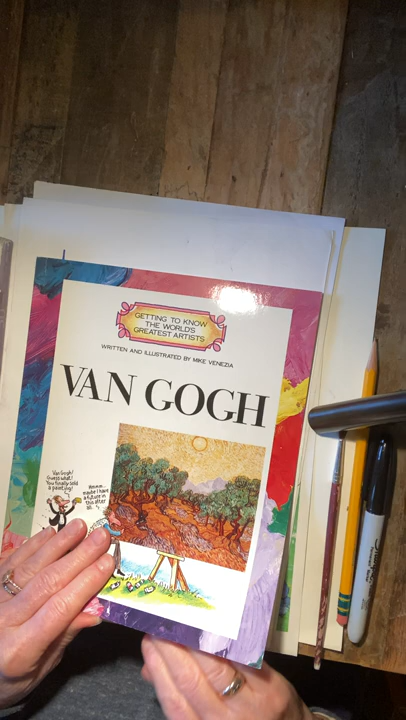 GETTING TO KNOW
THE WORLD'S
GREATEST ARTISTS
WRITTEN AND ILLUSTRATED BY MIKE VENEZIA
VAN GOGH
Van Gogh!
Guess what!
You finally sold
a painting!
Hmmm...
maybe I have
a future in
this after
all...
Sharpie